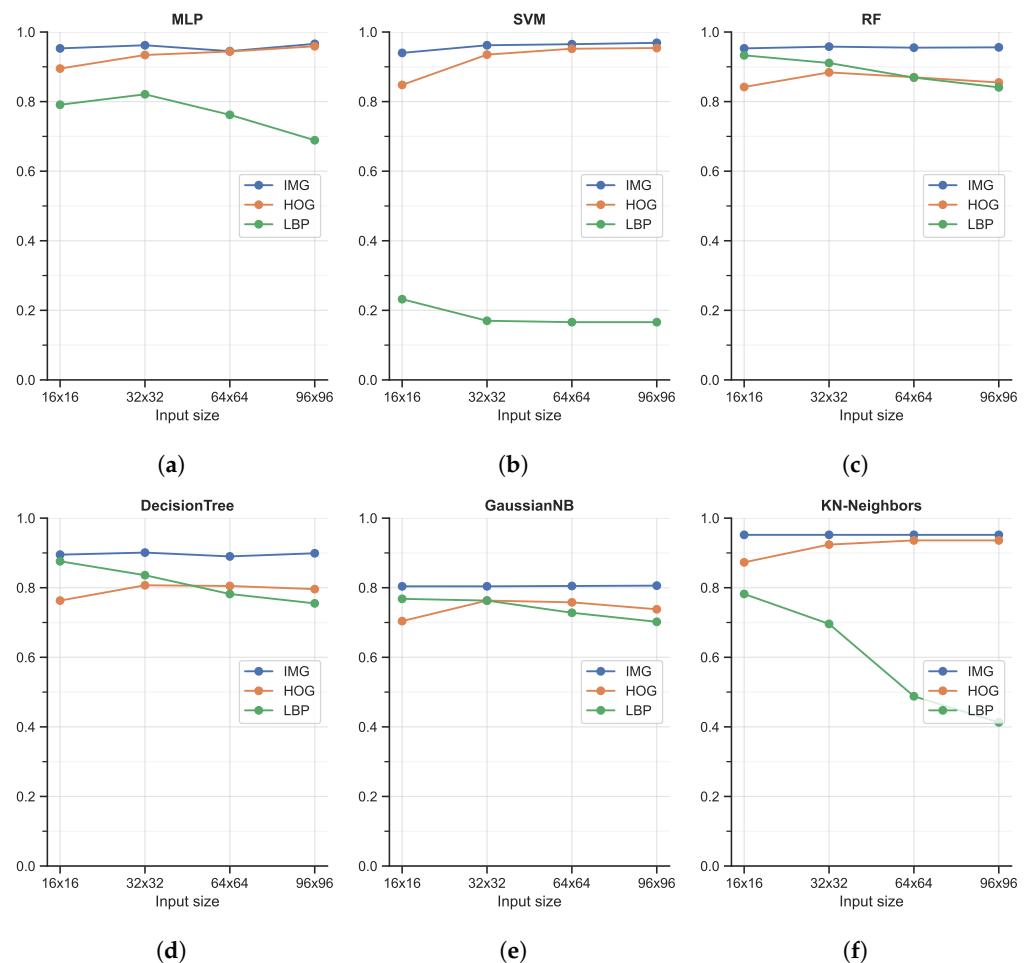 MLP
1.0
0.8
0.6
0.4
0.2
0.0
IMG
HOG
LBP
16x16 32x32 64x64 96x96
Input size
(a)
SVM
1.0
0.8
0.6
0.4
0.2
0.0
IMG
HOG
LBP
16x16 32x32 64x64 96x96
Input size
(b)
RF
1.0
0.8
0.6
0.4
0.2
0.0
IMG
HOG
LBP
16x16 32x32 64x64 96x96
Input size
(c)
DecisionTree
1.0
0.8
0.6
0.4
0.2
0.0
IMG
HOG
LBP
16x16 32x32 64x64 96x96
Input size
(d)
GaussianNB
1.0
0.8
0.6
0.4
0.2
0.0
IMG
HOG
LBP
16x16 32x32 64x64 96x96
Input size
(e)
KN-Neighbors
1.0
0.8
0.6
0.4
0.2
0.0
IMG
HOG
LBP
16x16 32x32 64x64 96x96
Input size
(f)